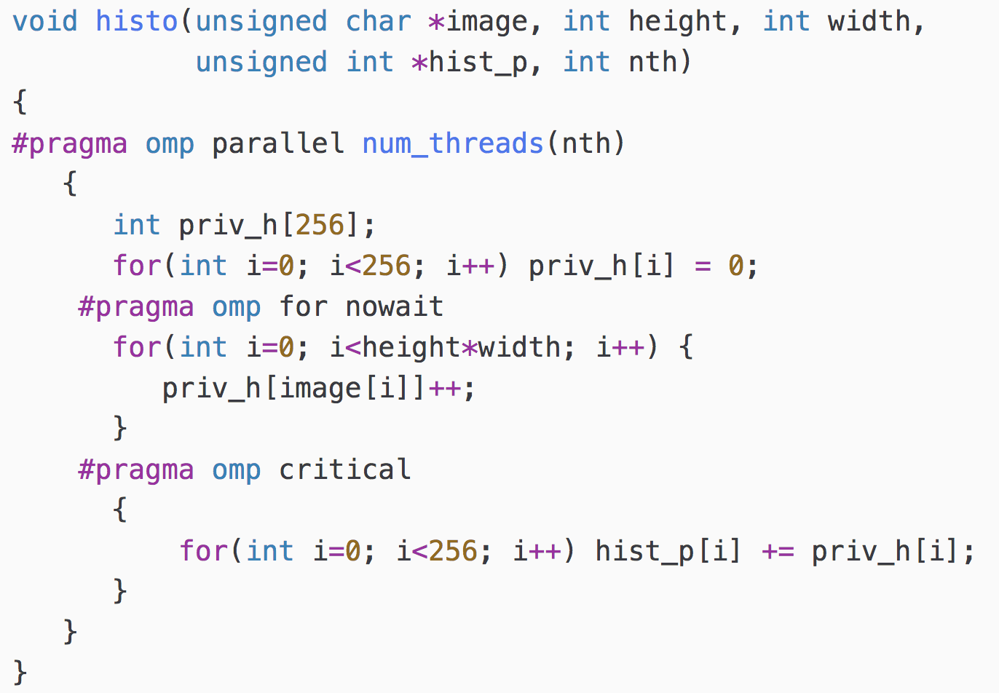 void histo(unsigned char *image, int height, int width,
           unsigned int *hist_p, int nth)
{
#pragma omp parallel num_threads(nth)
   {
      int priv_h[256];
      for(int i=0; i<256; i++) priv_h[i] = 0;
    #pragma omp for nowait
      for(int i=0; i<height*width; i++) {
         priv_h[image[i]]++;
      }
    #pragma omp critical
      {
          for(int i=0; i<256; i++) hist_p[i] += priv_h[i];
      }
   }
}